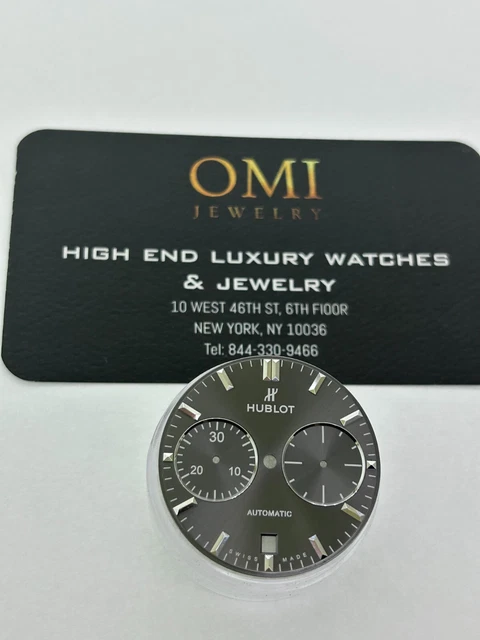 OMI
JEWELRY
HIGH END LUXURY WATCHES
& JEWELRY
10 WEST 46TH ST, 6TH FlOOR
NEW YORK, NY 10036
Tel: 844-330-9466
H
HUBLOT
30
20 10
AUTOMATIC
SWISS MADE